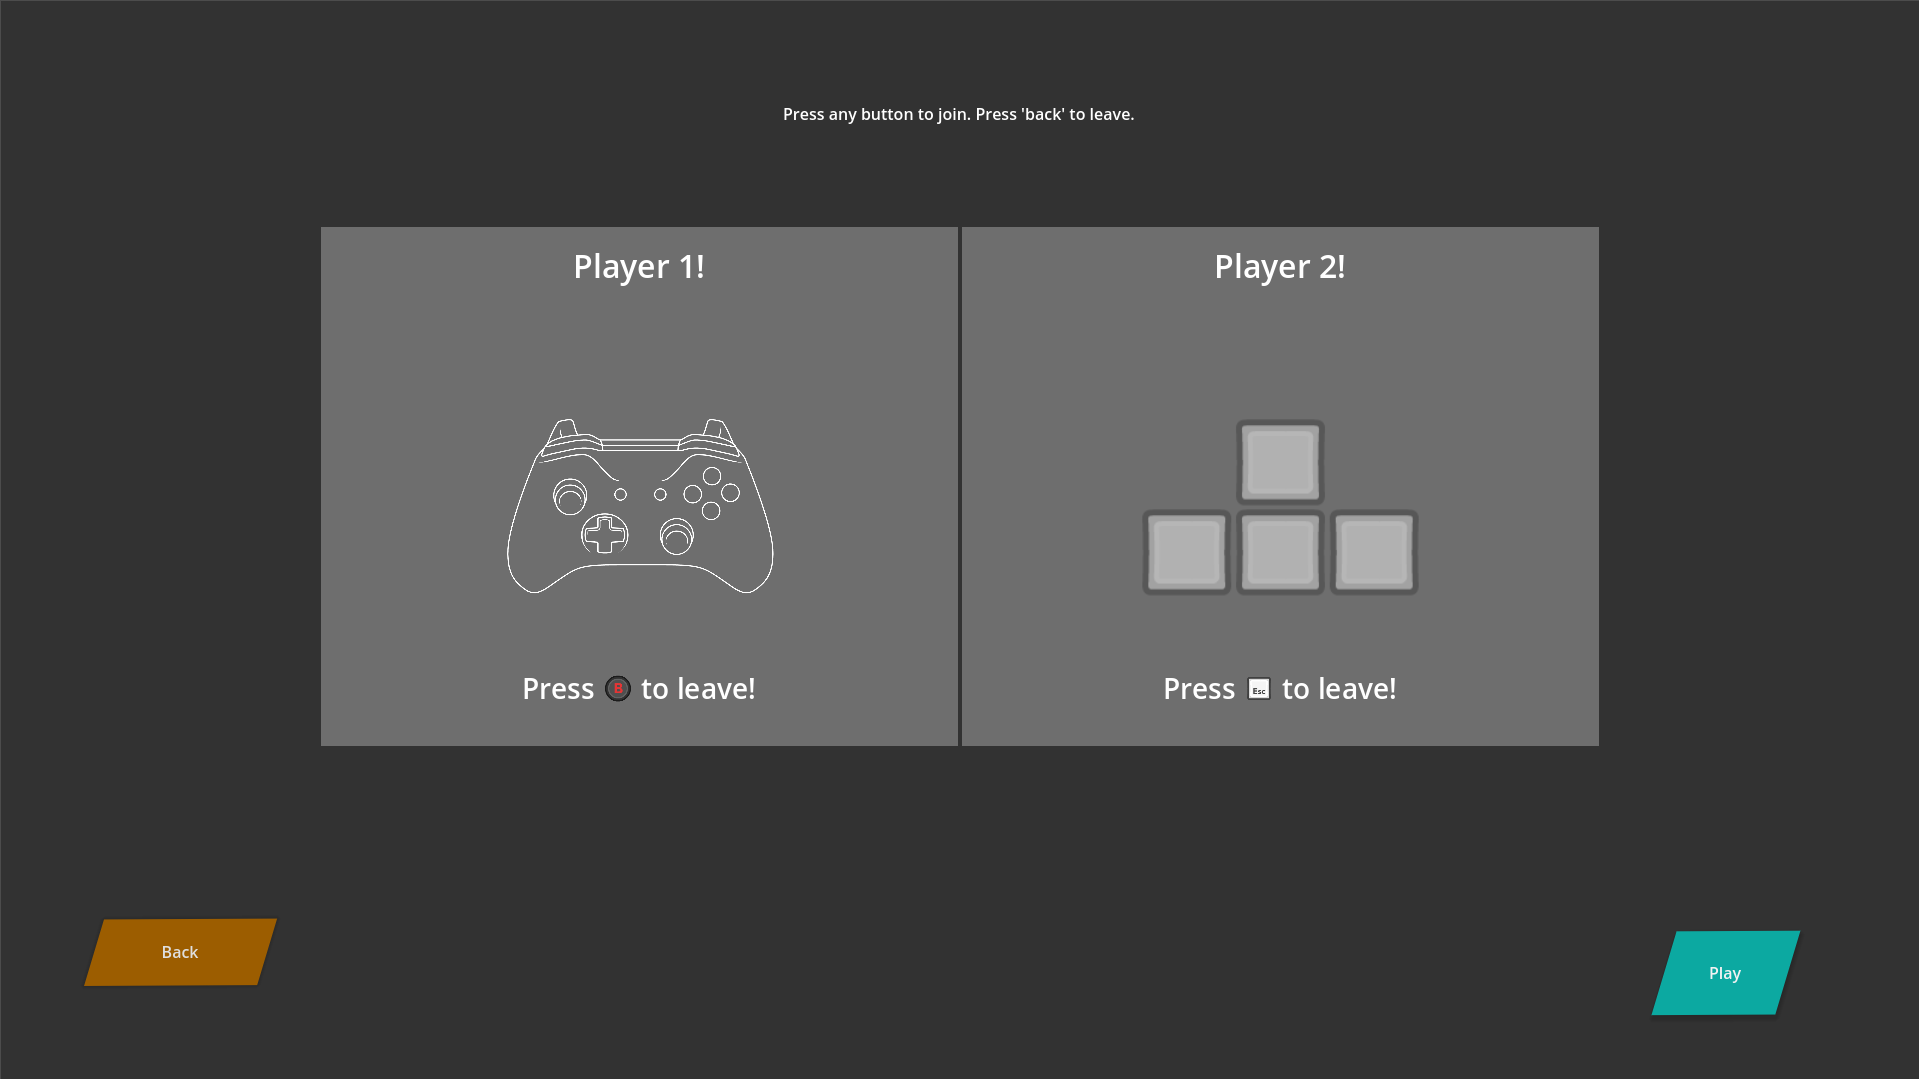 Press any button to join. Press 'back' to leave.
Player 1!
Player 2!
Press B to leave!
Press Esc to leave!
Back
Play